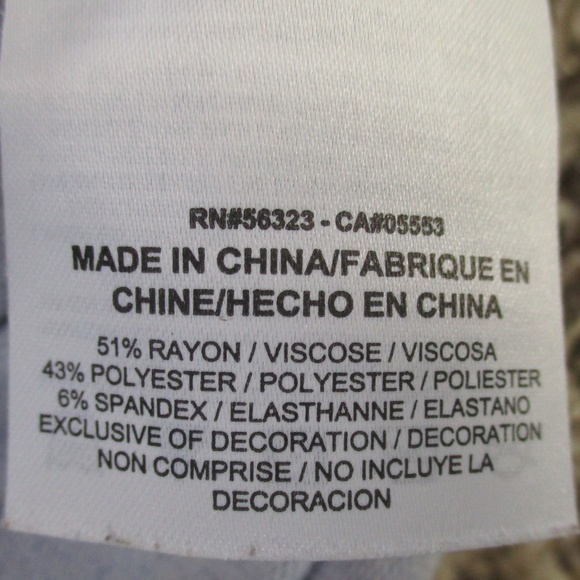 RN#56323 - CA#05553
MADE IN CHINA/FABRIQUE EN
CHINE/HECHO EN CHINA
51% RAYON / VISCOSE / VISCOSA
43% POLYESTER / POLYESTER / POLIESTER
6% SPANDEX / ELASTHANNE / ELASTANO
EXCLUSIVE OF DECORATION / DECORATION
NON COMPRISE / NO INCLUYE LA
DECORACION